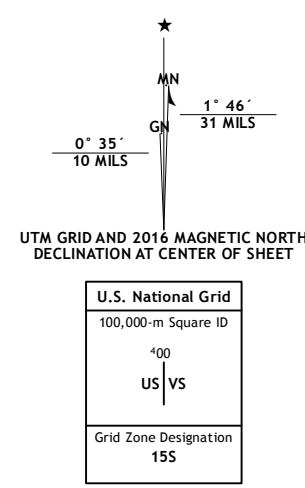 ★
MN
1° 46´
31 MILS
GN
0° 35´
10 MILS
UTM GRID AND 2016 MAGNETIC NORTH
DECLINATION AT CENTER OF SHEET
U.S. National Grid
100,000-m Square ID
⁴00
US VS
Grid Zone Designation
15S